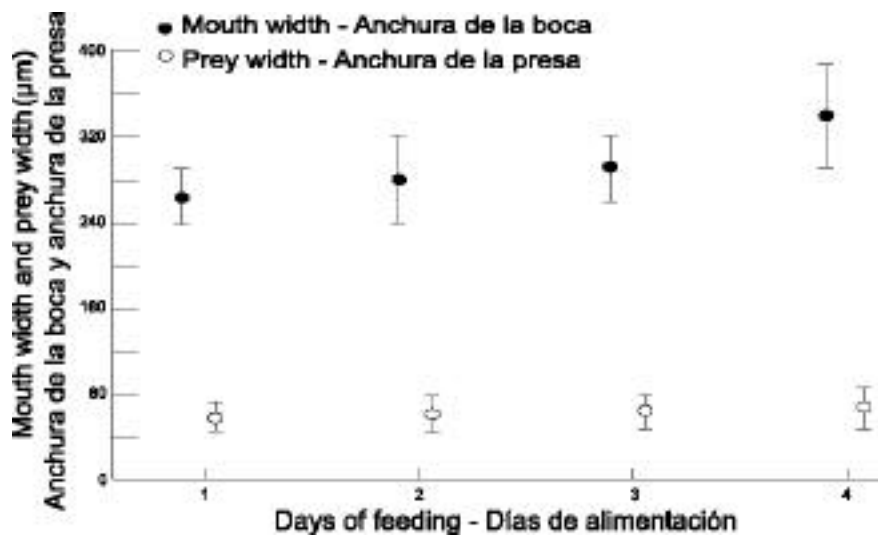 Mouth width - Anchura de la boca
Prey width - Anchura de la presa
Mouth width and prey width (µm)
Anchura de la boca y anchura de la presa
400
320
240
160
80
0
1 2 3 4
Days of feeding - Días de alimentación